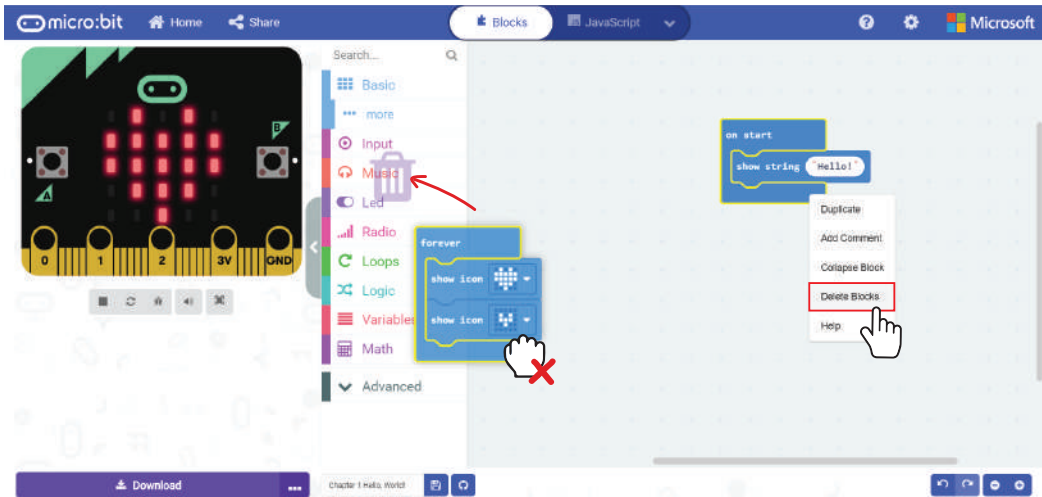 micro:bit Home Share Blocks JavaScript Microsoft
Search...
Basic
more
Input
Music
Led
Radio
Loops
Logic
Variables
Math
Advanced
A
B
0 1 2 3V GND
forever
show icon
show icon
on start
show string "Hello!"
Duplicate
Add Comment
Collapse Block
Delete Blocks
Help
Download
Chapter 1 Hello, World!